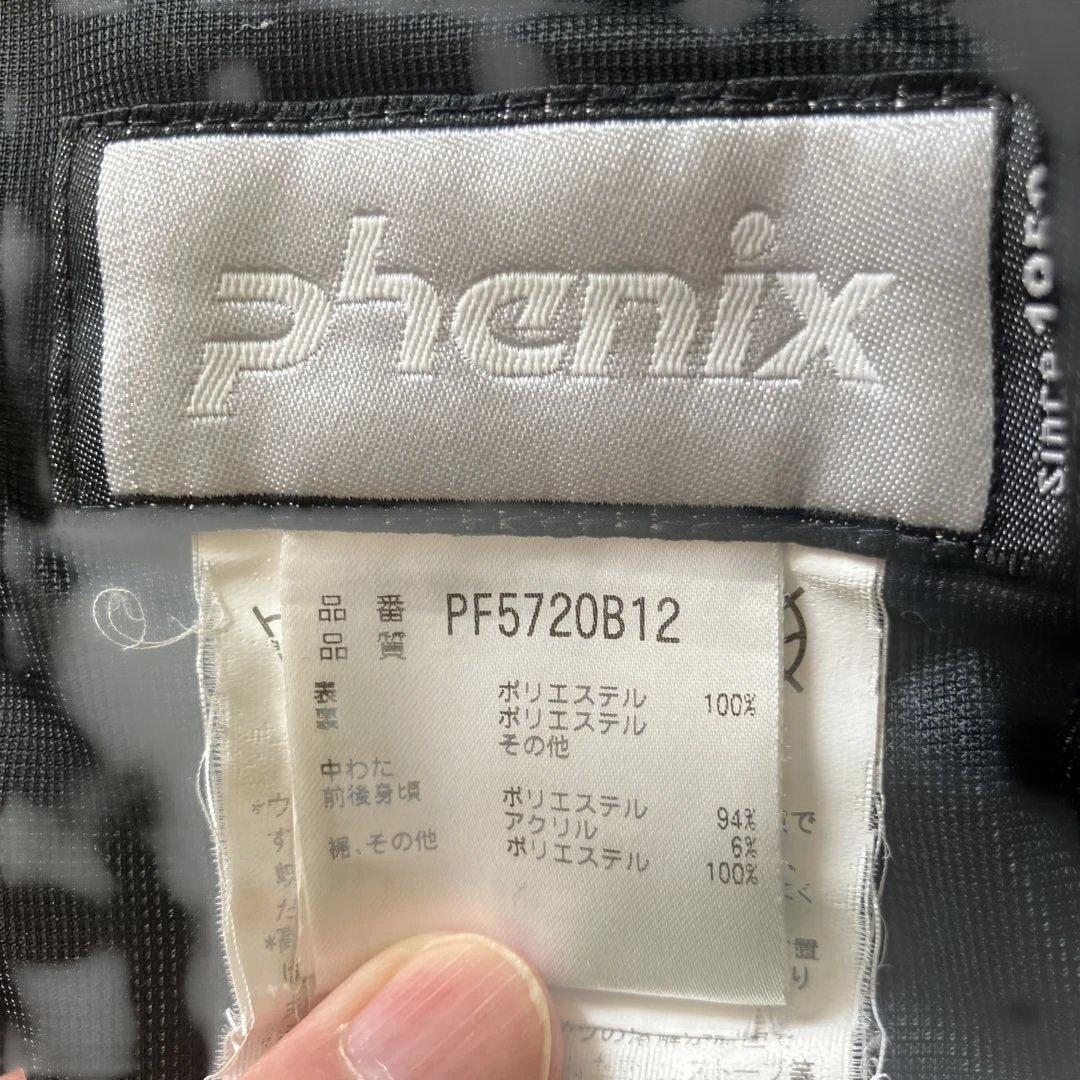 phenix
Since
品 番 PF5720B12
品 質
表 ポリエステル 100%
ポリエステル
その他
中わた
前後身頃 ポリエステル 94%
アクリル 6%
裾、その他 ポリエステル 100%